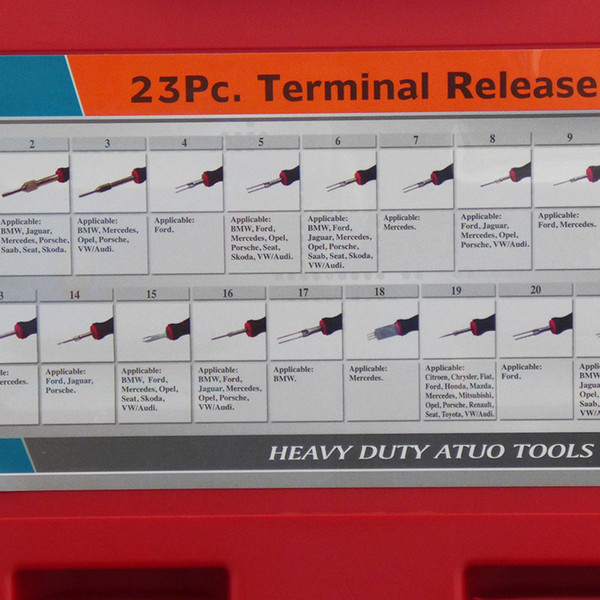 23Pc. Terminal Release
2 3 4 5 6 7 8 9
Applicable:
BMW, Jaguar,
Mercedes, Porsche,
Saab, Seat, Skoda.
Applicable:
BMW, Mercedes,
Opel, Porsche,
VW/Audi.
Applicable:
Ford.
Applicable:
BMW, Ford,
Mercedes, Opel,
Porsche, Seat,
Skoda, VW/Audi.
Applicable:
BMW, Ford,
Jaguar, Mercedes,
Opel, Porsche,
Seat, Skoda,
VW/Audi.
Applicable:
Mercedes.
Applicable:
Ford, Jaguar,
Mercedes, Opel,
Porsche, VW/Audi.
Applicable:
Ford, Mercedes.
3 14 15 16 17 18 19 20
le:
ercedes.
Applicable:
Ford, Jaguar,
Porsche.
Applicable:
BMW, Ford,
Mercedes, Opel,
Seat, Skoda,
VW/Audi.
Applicable:
BMW, Ford,
Jaguar, Mercedes,
Opel, Porsche,
VW/Audi.
Applicable:
BMW.
Applicable:
Mercedes.
Applicable:
Citroen, Chrysler, Fiat,
Ford, Honda, Mazda,
Mercedes, Mitsubishi,
Opel, Porsche, Renault,
Seat, Toyota, VW/Audi.
Applicable:
Ford.
Appli
BMW
Opel,
Saab,
VW/A
HEAVY DUTY ATUO TOOLS